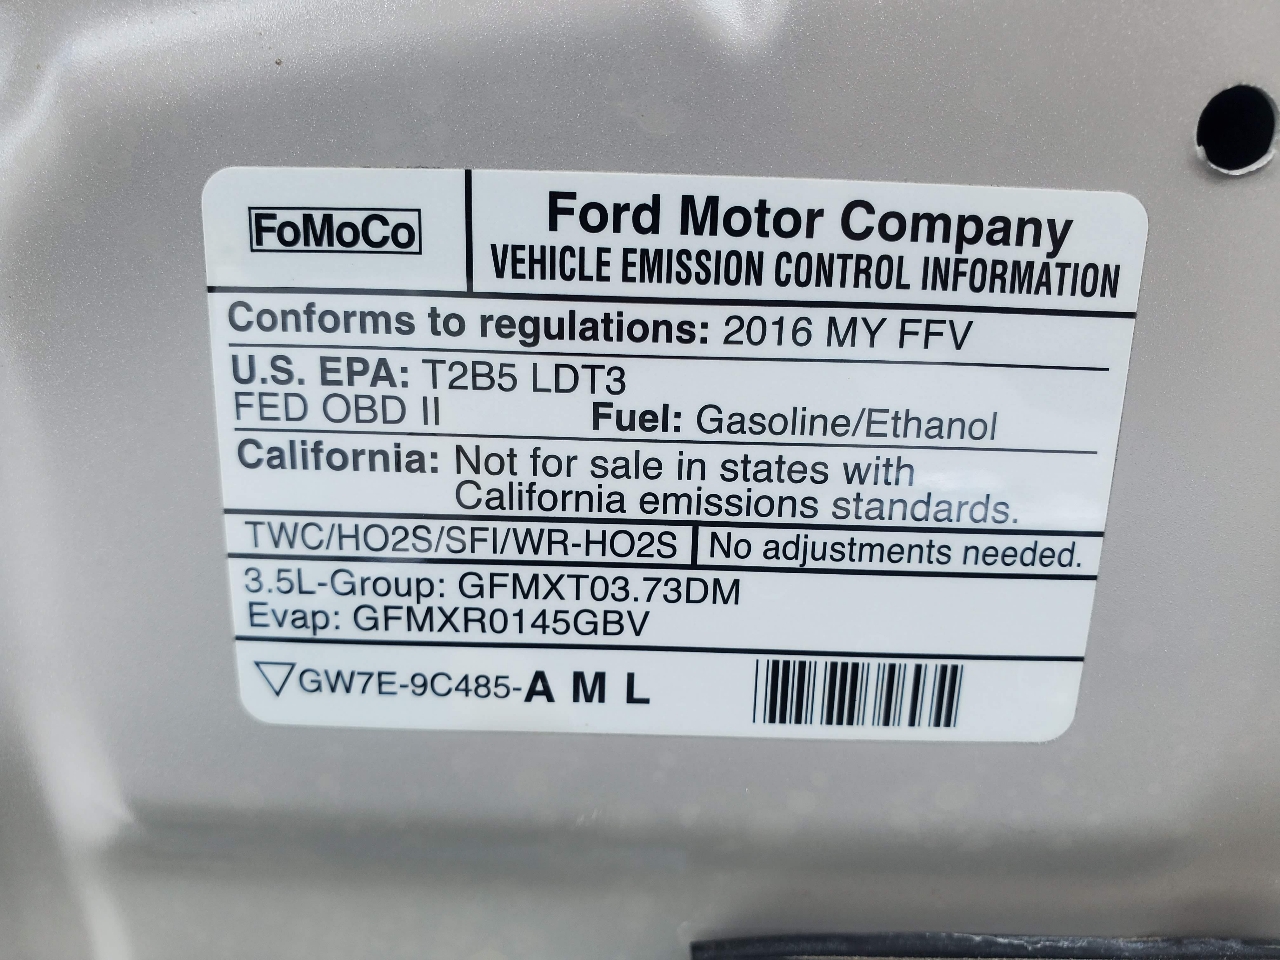 FoMoCo
Ford Motor Company
VEHICLE EMISSION CONTROL INFORMATION
Conforms to regulations: 2016 MY FFV
U.S. EPA: T2B5 LDT3
FED OBD II Fuel: Gasoline/Ethanol
California: Not for sale in states with
California emissions standards.
TWC/HO2S/SFI/WR-HO2S No adjustments needed.
3.5L-Group: GFMXT03.73DM
Evap: GFMXR0145GBV
GW7E-9C485-A M L